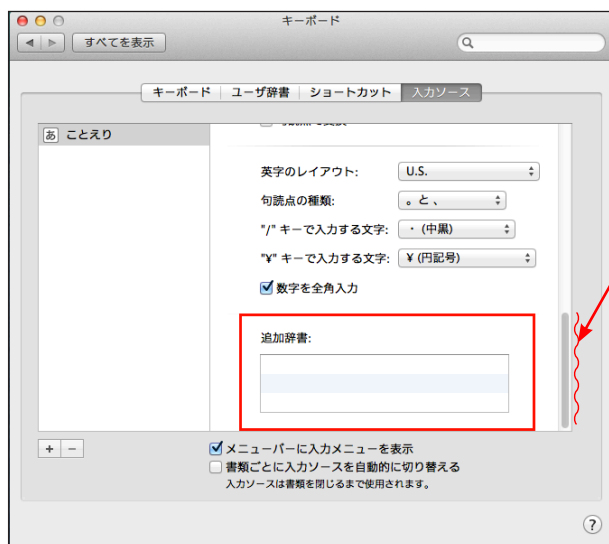 キーボード
すべてを表示
キーボード ユーザ辞書 ショートカット 入力ソース
あ ことえり
英字のレイアウト: U.S.
句読点の種類: 。と、
"/" キーで入力する文字: ・ (中黒)
"¥" キーで入力する文字: ¥ (円記号)
数字を全角入力
追加辞書:
+ −
メニューバーに入力メニューを表示
書類ごとに入力ソースを自動的に切り替える
入力ソースは書類を閉じるまで使用されます。
?